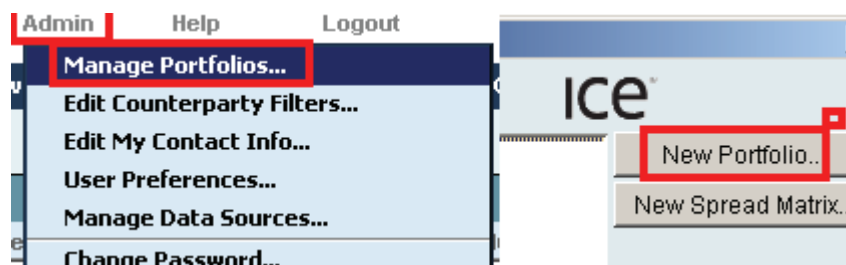 Admin Help Logout
Manage Portfolios...
Edit Counterparty Filters...
Edit My Contact Info...
User Preferences...
Manage Data Sources...
Change Password...
ice
New Portfolio..
New Spread Matrix..